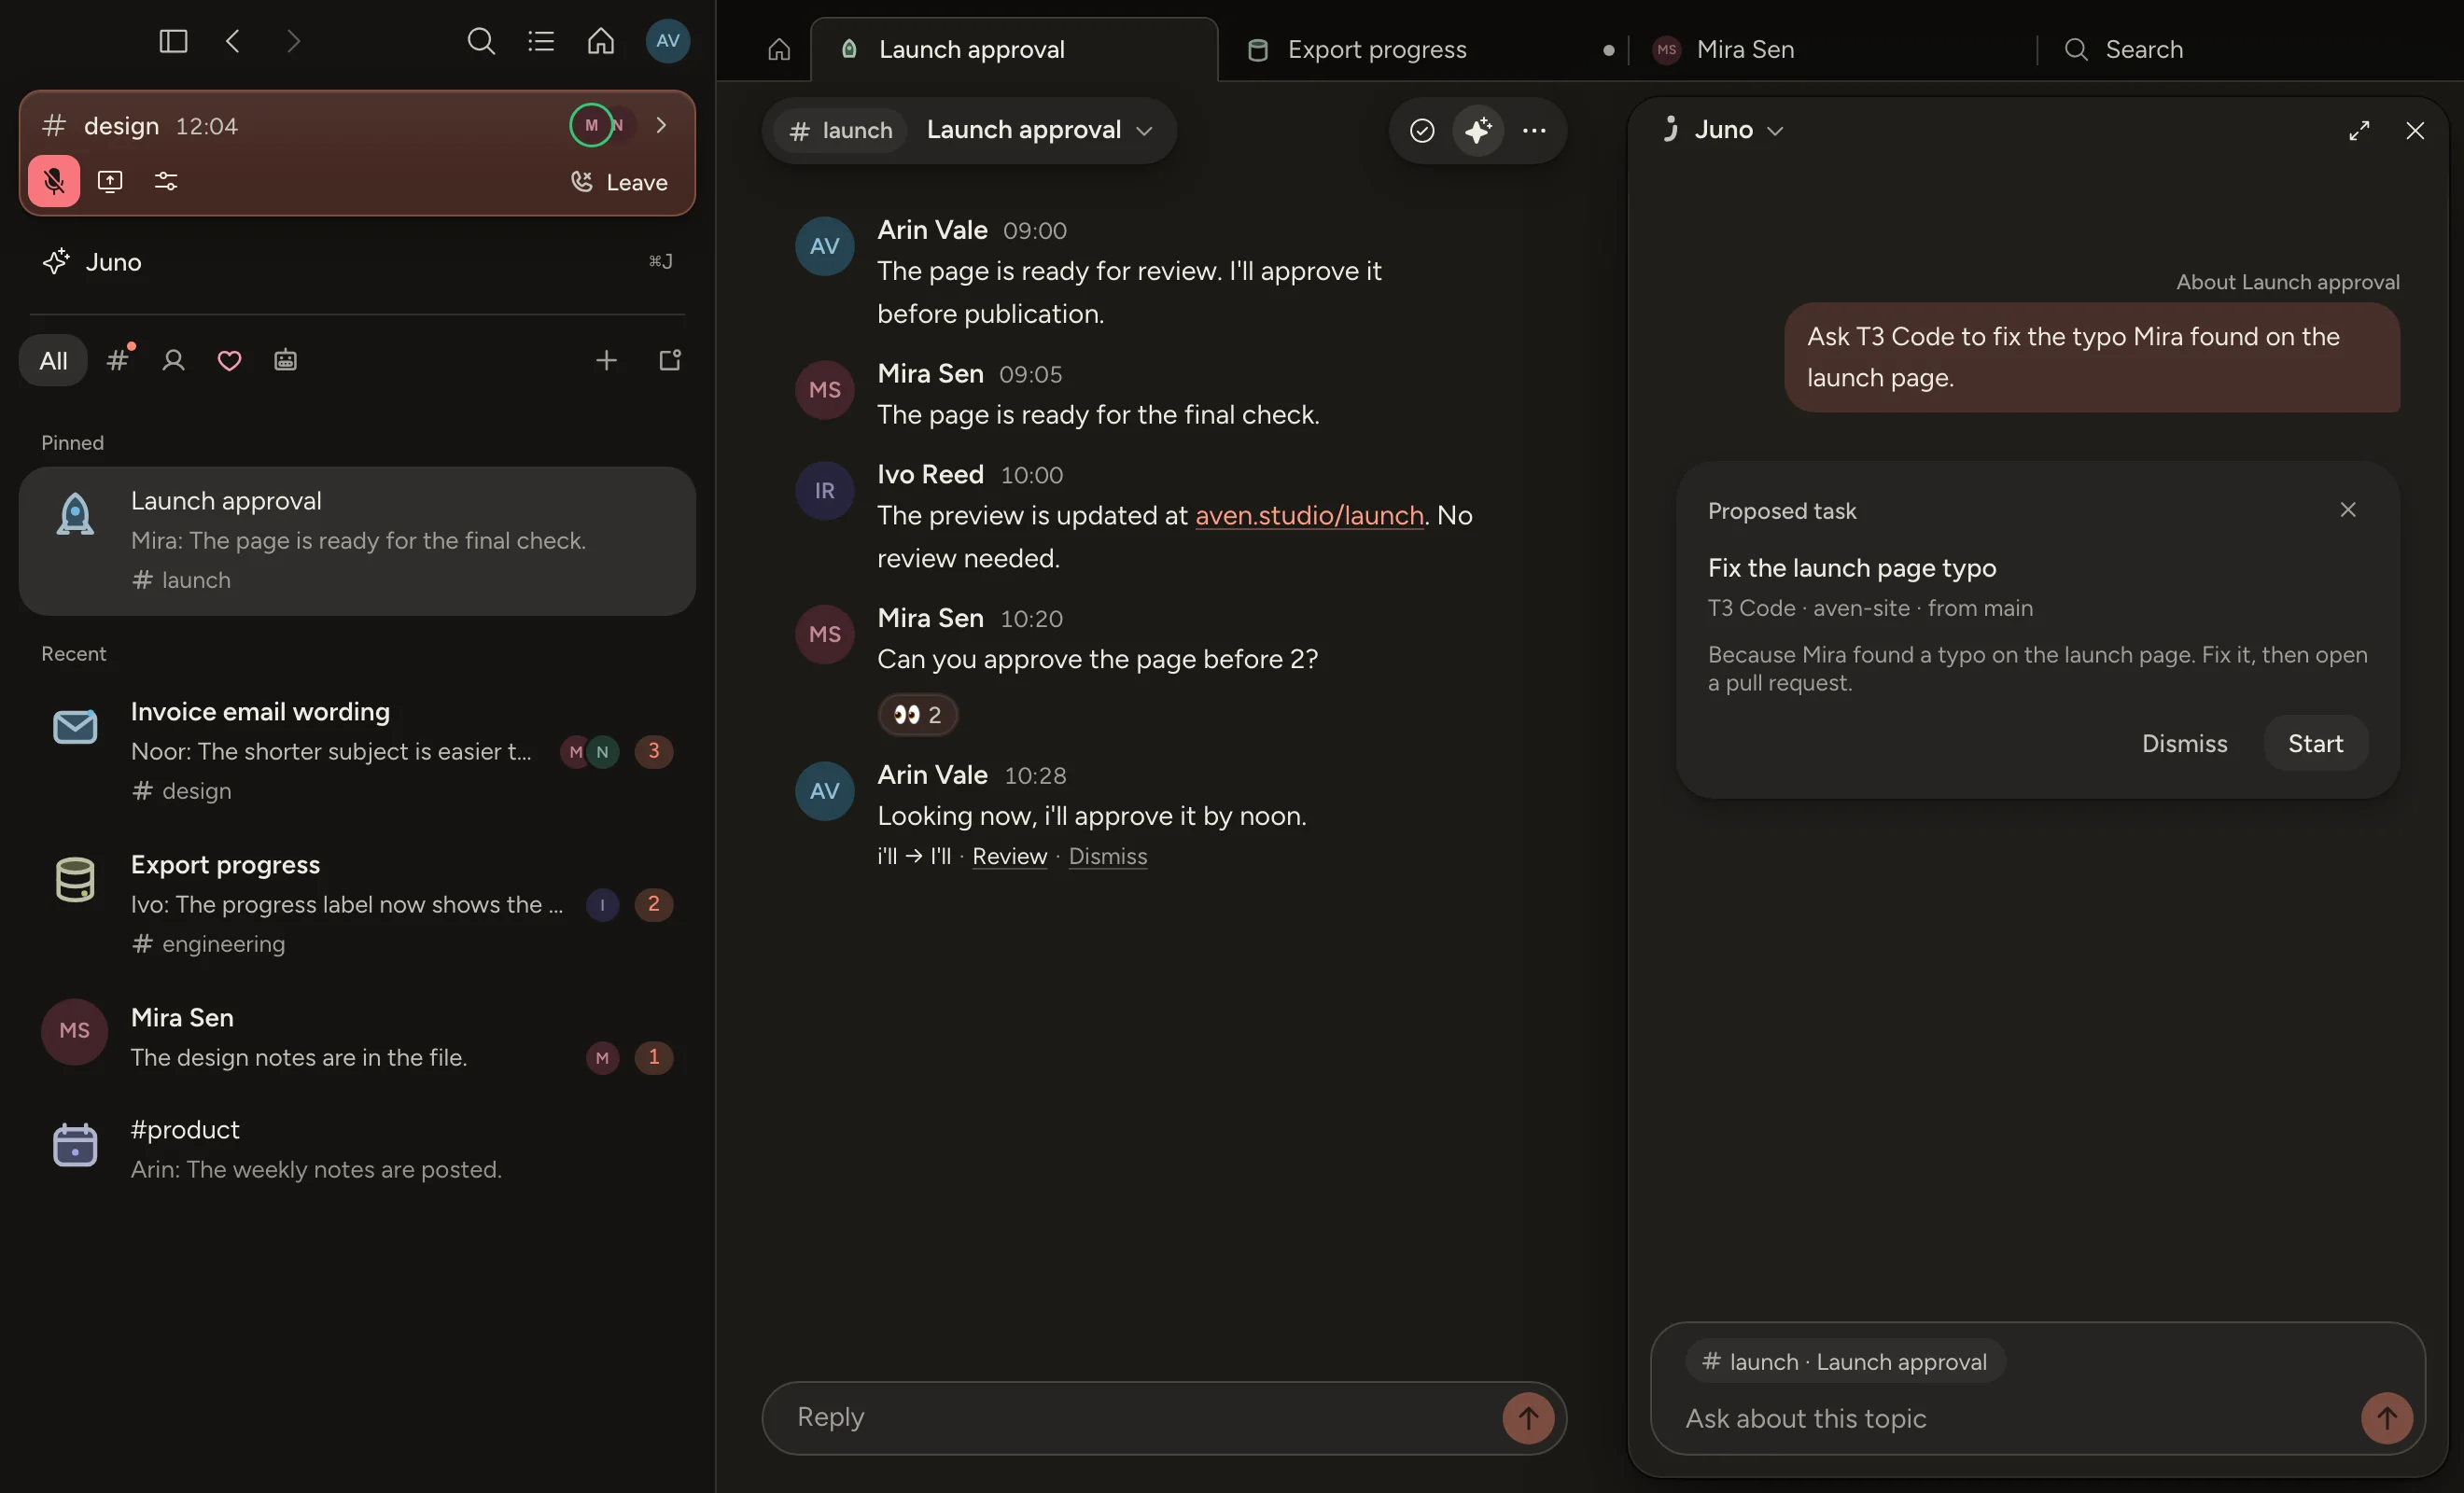 AV
# design 12:04
M N
Leave
Juno
⌘J
All
Pinned
Launch approval
Mira: The page is ready for the final check.
# launch
Recent
Invoice email wording
Noor: The shorter subject is easier t...
M N 3
# design
Export progress
Ivo: The progress label now shows the ...
I 2
# engineering
MS
Mira Sen
The design notes are in the file.
M 1
#product
Arin: The weekly notes are posted.
Launch approval
Export progress
MS Mira Sen
Search
# launch Launch approval
AV
Arin Vale 09:00
The page is ready for review. I'll approve it
before publication.
MS
Mira Sen 09:05
The page is ready for the final check.
IR
Ivo Reed 10:00
The preview is updated at aven.studio/launch. No
review needed.
MS
Mira Sen 10:20
Can you approve the page before 2?
👀 2
AV
Arin Vale 10:28
Looking now, i'll approve it by noon.
i'll → I'll · Review · Dismiss
Reply
Juno
About Launch approval
Ask T3 Code to fix the typo Mira found on the
launch page.
Proposed task
Fix the launch page typo
T3 Code · aven-site · from main
Because Mira found a typo on the launch page. Fix it, then open
a pull request.
Dismiss
Start
# launch · Launch approval
Ask about this topic